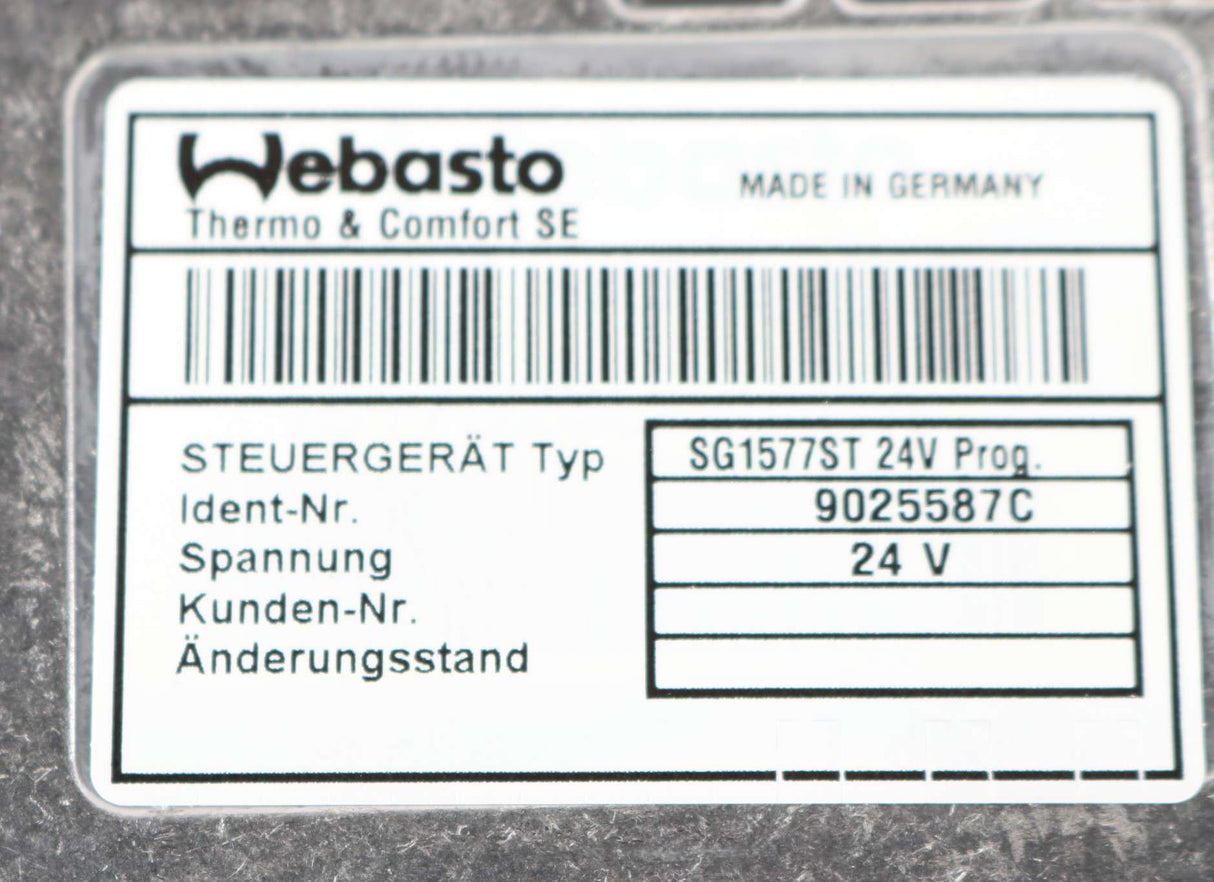 Webasto
Thermo & Comfort SE
MADE IN GERMANY
STEUERGERÄT Typ SG1577ST 24V Prog.
Ident-Nr. 9025587C
Spannung 24 V
Kunden-Nr.
Änderungsstand